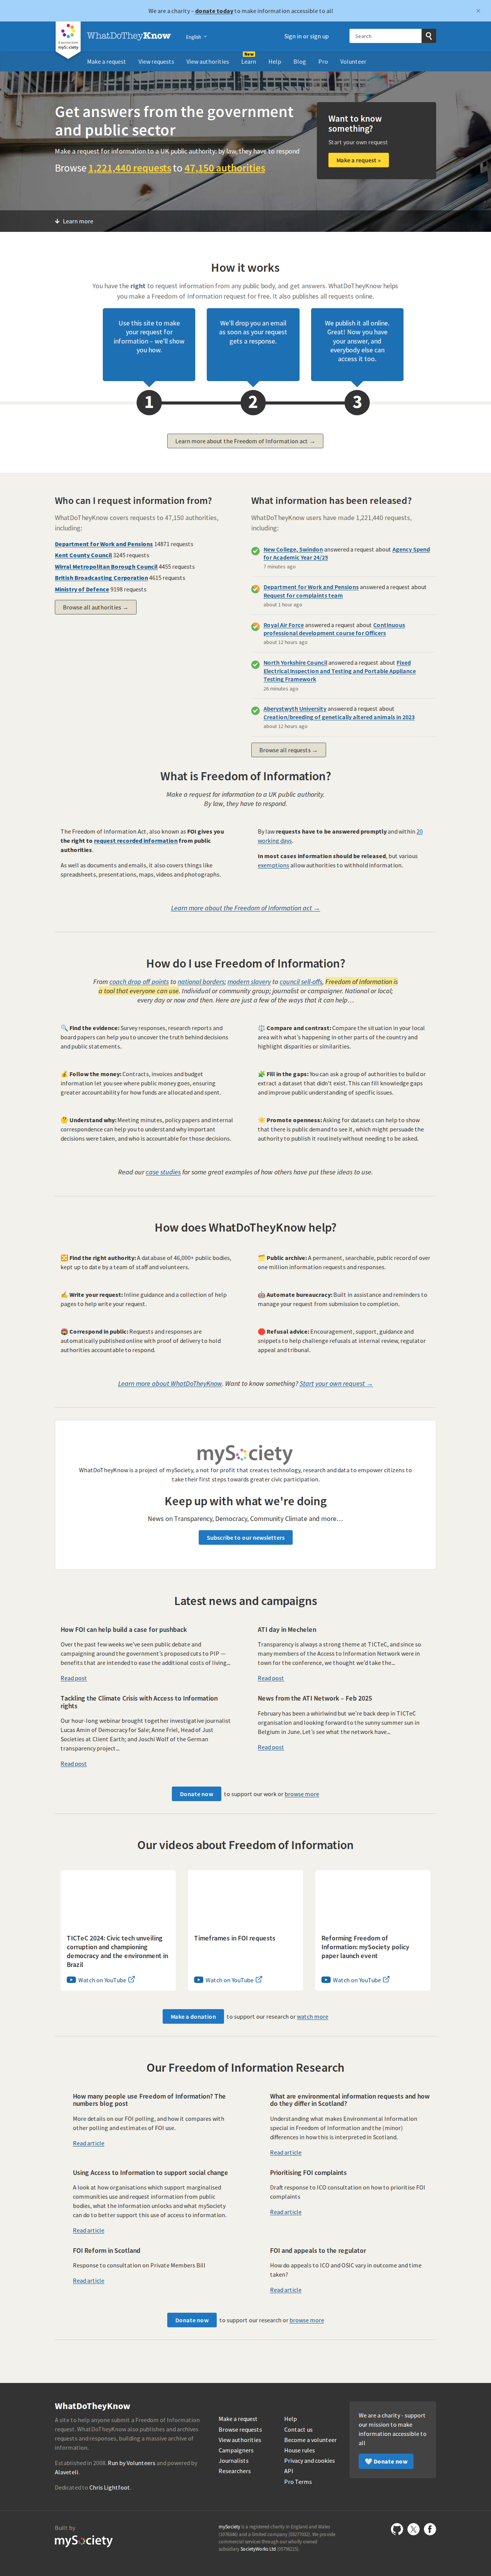 We are a charity – donate today to make information accessible to all
×
mySociety
WhatDoTheyKnow
English
Sign in or sign up
Search
New
Make a request
View requests
View authorities
Learn
Help
Blog
Pro
Volunteer
Get answers from the government
and public sector
Make a request for information to a UK public authority: by law, they have to respond
Browse 1,221,440 requests to 47,150 authorities
Want to know
something?
Start your own request
Make a request »
Learn more
How it works
You have the right to request information from any public body, and get answers. WhatDoTheyKnow helps
you make a Freedom of Information request for free. It also publishes all requests online.
Use this site to make
your request for
information – we'll show
you how.
We'll drop you an email
as soon as your request
gets a response.
We publish it all online.
Great! Now you have
your answer, and
everybody else can
access it too.
1
2
3
Learn more about the Freedom of Information act →
Who can I request information from?
WhatDoTheyKnow covers requests to 47,150 authorities,
including:
Department for Work and Pensions 14871 requests
Kent County Council 3245 requests
Wirral Metropolitan Borough Council 4455 requests
British Broadcasting Corporation 4615 requests
Ministry of Defence 9198 requests
Browse all authorities →
What information has been released?
WhatDoTheyKnow users have made 1,221,440 requests,
including:
New College, Swindon answered a request about Agency Spend
for Academic Year 24/25
7 minutes ago
Department for Work and Pensions answered a request about
Request for complaints team
about 1 hour ago
Royal Air Force answered a request about Continuous
professional development course for Officers
about 12 hours ago
North Yorkshire Council answered a request about Fixed
Electrical Inspection and Testing and Portable Appliance
Testing Framework
26 minutes ago
Aberystwyth University answered a request about
Creation/breeding of genetically altered animals in 2023
about 12 hours ago
Browse all requests →
What is Freedom of Information?
Make a request for information to a UK public authority.
By law, they have to respond.
The Freedom of Information Act, also known as FOI gives you
the right to request recorded information from public
authorities.
As well as documents and emails, it also covers things like
spreadsheets, presentations, maps, videos and photographs.
By law requests have to be answered promptly and within 20
working days.
In most cases information should be released, but various
exemptions allow authorities to withhold information.
Learn more about the Freedom of Information act →
How do I use Freedom of Information?
From coach drop off points to national borders; modern slavery to council sell-offs, Freedom of Information is
a tool that everyone can use. Individual or community group; journalist or campaigner. National or local;
every day or now and then. Here are just a few of the ways that it can help…
🔍 Find the evidence: Survey responses, research reports and
board papers can help you to uncover the truth behind decisions
and public statements.
⚖️ Compare and contrast: Compare the situation in your local
area with what's happening in other parts of the country and
highlight disparities or similarities.
💰 Follow the money: Contracts, invoices and budget
information let you see where public money goes, ensuring
greater accountability for how funds are allocated and spent.
🧩 Fill in the gaps: You can ask a group of authorities to build or
extract a dataset that didn't exist. This can fill knowledge gaps
and improve public understanding of specific issues.
🤔 Understand why: Meeting minutes, policy papers and internal
correspondence can help you to understand why important
decisions were taken, and who is accountable for those decisions.
☀️ Promote openness: Asking for datasets can help to show
that there is public demand to see it, which might persuade the
authority to publish it routinely without needing to be asked.
Read our case studies for some great examples of how others have put these ideas to use.
How does WhatDoTheyKnow help?
🔀 Find the right authority: A database of 46,000+ public bodies,
kept up to date by a team of staff and volunteers.
🗂️ Public archive: A permanent, searchable, public record of over
one million information requests and responses.
✍️ Write your request: Inline guidance and a collection of help
pages to help write your request.
🤖 Automate bureaucracy: Built in assistance and reminders to
manage your request from submission to completion.
📮 Correspond in public: Requests and responses are
automatically published online with proof of delivery to hold
authorities accountable to respond.
🛑 Refusal advice: Encouragement, support, guidance and
snippets to help challenge refusals at internal review, regulator
appeal and tribunal.
Learn more about WhatDoTheyKnow. Want to know something? Start your own request →
mySociety
WhatDoTheyKnow is a project of mySociety, a not for profit that creates technology, research and data to empower citizens to
take their first steps towards greater civic participation.
Keep up with what we're doing
News on Transparency, Democracy, Community Climate and more…
Subscribe to our newsletters
Latest news and campaigns
How FOI can help build a case for pushback
Over the past few weeks we've seen public debate and
campaigning around the government's proposed cuts to PIP —
benefits that are intended to ease the additional costs of living...
Read post
ATI day in Mechelen
Transparency is always a strong theme at TICTeC, and since so
many members of the Access to Information Network were in
town for the conference, we thought we'd take the...
Read post
Tackling the Climate Crisis with Access to Information
rights
Our hour-long webinar brought together investigative journalist
Lucas Amin of Democracy for Sale; Anne Friel, Head of Just
Societies at Client Earth; and Joschi Wolf of the German
transparency project...
Read post
News from the ATI Network – Feb 2025
February has been a whirlwind but we're back deep in TICTeC
organisation and looking forward to the sunny summer sun in
Belgium in June. Let's see what the network have...
Read post
Donate now to support our work or browse more
Our videos about Freedom of Information
TICTeC 2024: Civic tech unveiling
corruption and championing
democracy and the environment in
Brazil
Watch on YouTube
Timeframes in FOI requests
Watch on YouTube
Reforming Freedom of
Information: mySociety policy
paper launch event
Watch on YouTube
Make a donation to support our research or watch more
Our Freedom of Information Research
How many people use Freedom of Information? The
numbers blog post
More details on our FOI polling, and how it compares with
other polling and estimates of FOI use.
Read article
What are environmental information requests and how
do they differ in Scotland?
Understanding what makes Environmental Information
special in Freedom of Information and the (minor)
differences in how this is interpreted in Scotland.
Read article
Using Access to Information to support social change
A look at how organisations which support marginalised
communities use and request information from public
bodies, what the information unlocks and what mySociety
can do to better support this use of access to information.
Read article
Prioritising FOI complaints
Draft response to ICO consultation on how to prioritise FOI
complaints
Read article
FOI Reform in Scotland
Response to consultation on Private Members Bill
Read article
FOI and appeals to the regulator
How do appeals to ICO and OSIC vary in outcome and time
taken?
Read article
Donate now to support our research or browse more
WhatDoTheyKnow
A site to help anyone submit a Freedom of Information
request. WhatDoTheyKnow also publishes and archives
requests and responses, building a massive archive of
information.
Established in 2008. Run by Volunteers and powered by
Alaveteli.
Dedicated to Chris Lightfoot.
Make a request
Browse requests
View authorities
Campaigners
Journalists
Researchers
Help
Contact us
Become a volunteer
House rules
Privacy and cookies
API
Pro Terms
We are a charity - support
our mission to make
information accessible to
all
🤍 Donate now
Built by
mySociety
mySociety is a registered charity in England and Wales
(1076346) and a limited company (03277032). We provide
commercial services through our wholly owned
subsidiary SocietyWorks Ltd (05798215).